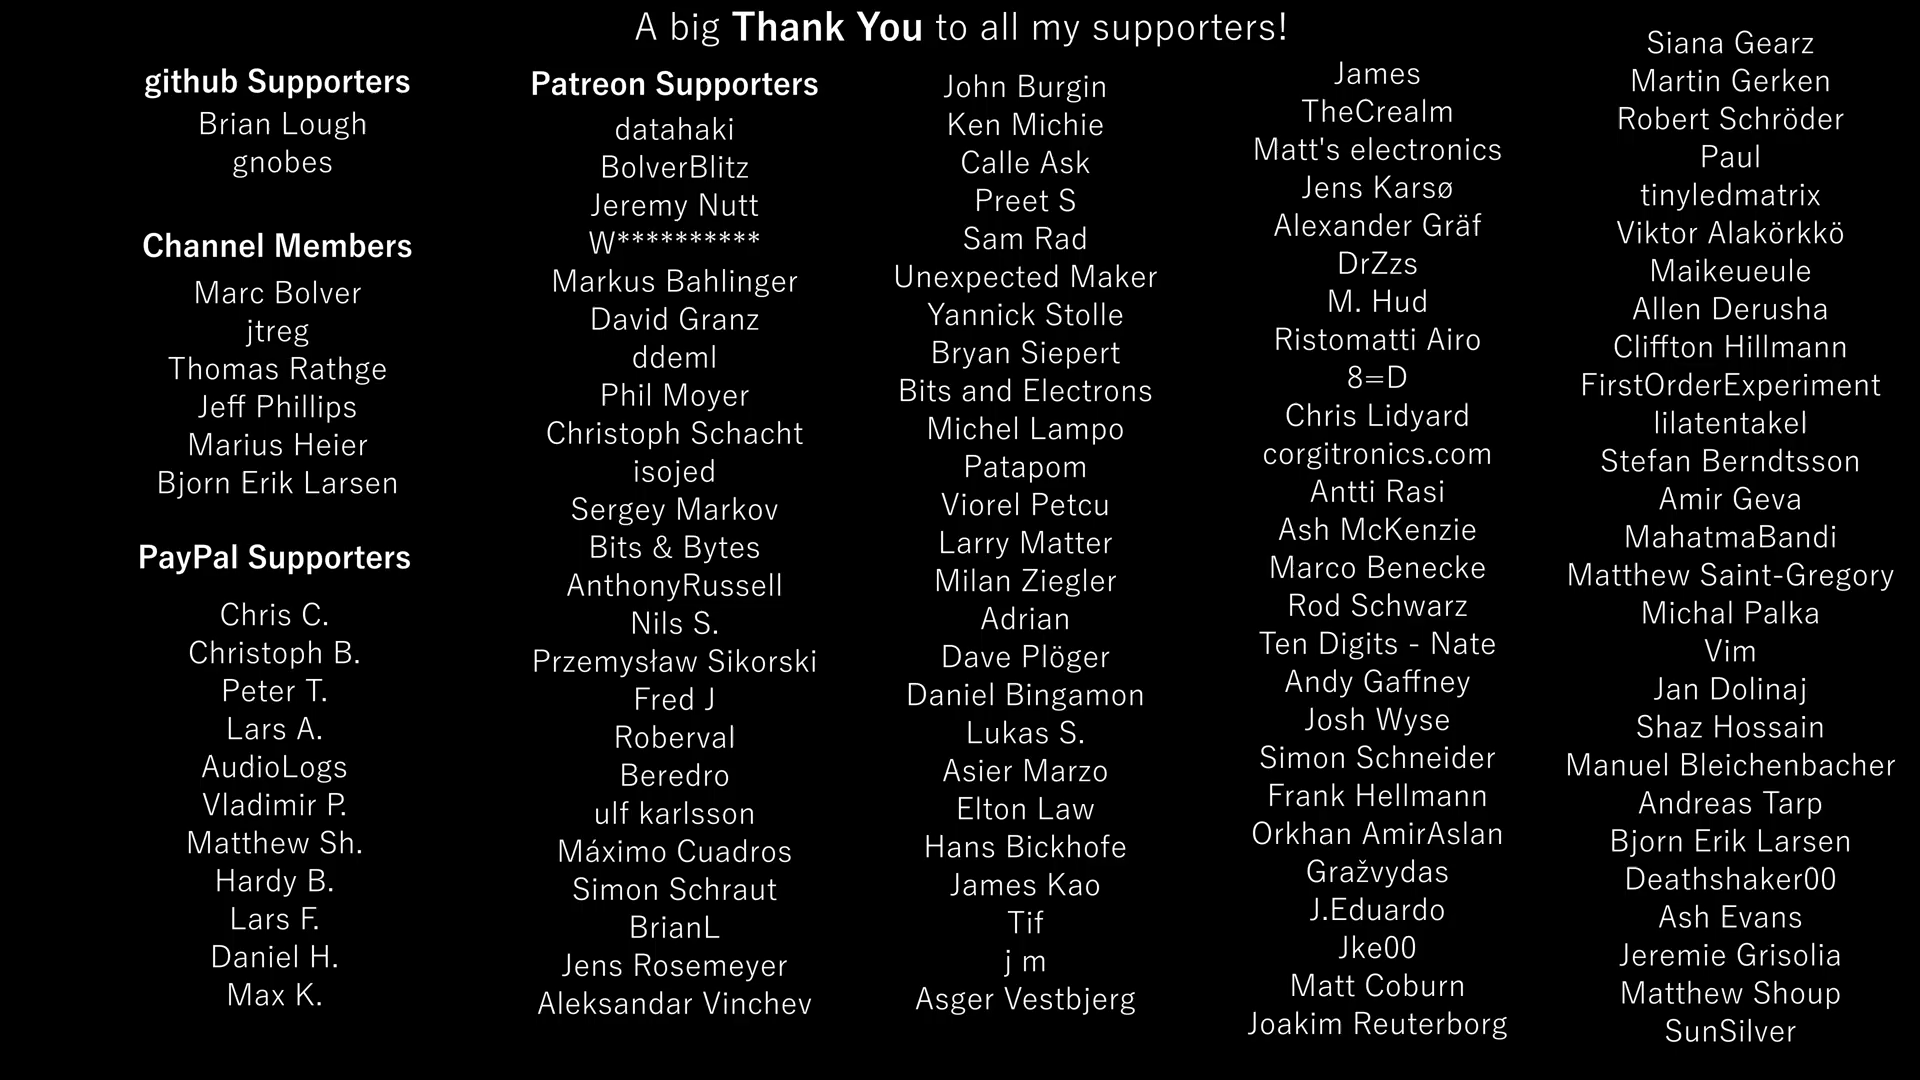 A big Thank You to all my supporters!
github Supporters
Brian Lough
gnobes
Channel Members
Marc Bolver
jtreg
Thomas Rathge
Jeff Phillips
Marius Heier
Bjorn Erik Larsen
PayPal Supporters
Chris C.
Christoph B.
Peter T.
Lars A.
AudioLogs
Vladimir P.
Matthew Sh.
Hardy B.
Lars F.
Daniel H.
Max K.
Patreon Supporters
datahaki
BolverBlitz
Jeremy Nutt
W**********
Markus Bahlinger
David Granz
ddeml
Phil Moyer
Christoph Schacht
isojed
Sergey Markov
Bits & Bytes
AnthonyRussell
Nils S.
Przemysław Sikorski
Fred J
Roberval
Beredro
ulf karlsson
Máximo Cuadros
Simon Schraut
BrianL
Jens Rosemeyer
Aleksandar Vinchev
John Burgin
Ken Michie
Calle Ask
Preet S
Sam Rad
Unexpected Maker
Yannick Stolle
Bryan Siepert
Bits and Electrons
Michel Lampo
Patapom
Viorel Petcu
Larry Matter
Milan Ziegler
Adrian
Dave Plöger
Daniel Bingamon
Lukas S.
Asier Marzo
Elton Law
Hans Bickhofe
James Kao
Tif
j m
Asger Vestbjerg
James
TheCrealm
Matt's electronics
Jens Karsø
Alexander Gräf
DrZzs
M. Hud
Ristomatti Airo
8=D
Chris Lidyard
corgitronics.com
Antti Rasi
Ash McKenzie
Marco Benecke
Rod Schwarz
Ten Digits - Nate
Andy Gaffney
Josh Wyse
Simon Schneider
Frank Hellmann
Orkhan AmirAslan
Gražvydas
J.Eduardo
Jke00
Matt Coburn
Joakim Reuterborg
Siana Gearz
Martin Gerken
Robert Schröder
Paul
tinyledmatrix
Viktor Alakörkkö
Maikeueule
Allen Derusha
Cliffton Hillmann
FirstOrderExperiment
lilatentakel
Stefan Berndtsson
Amir Geva
MahatmaBandi
Matthew Saint-Gregory
Michal Palka
Vim
Jan Dolinaj
Shaz Hossain
Manuel Bleichenbacher
Andreas Tarp
Bjorn Erik Larsen
Deathshaker00
Ash Evans
Jeremie Grisolia
Matthew Shoup
SunSilver